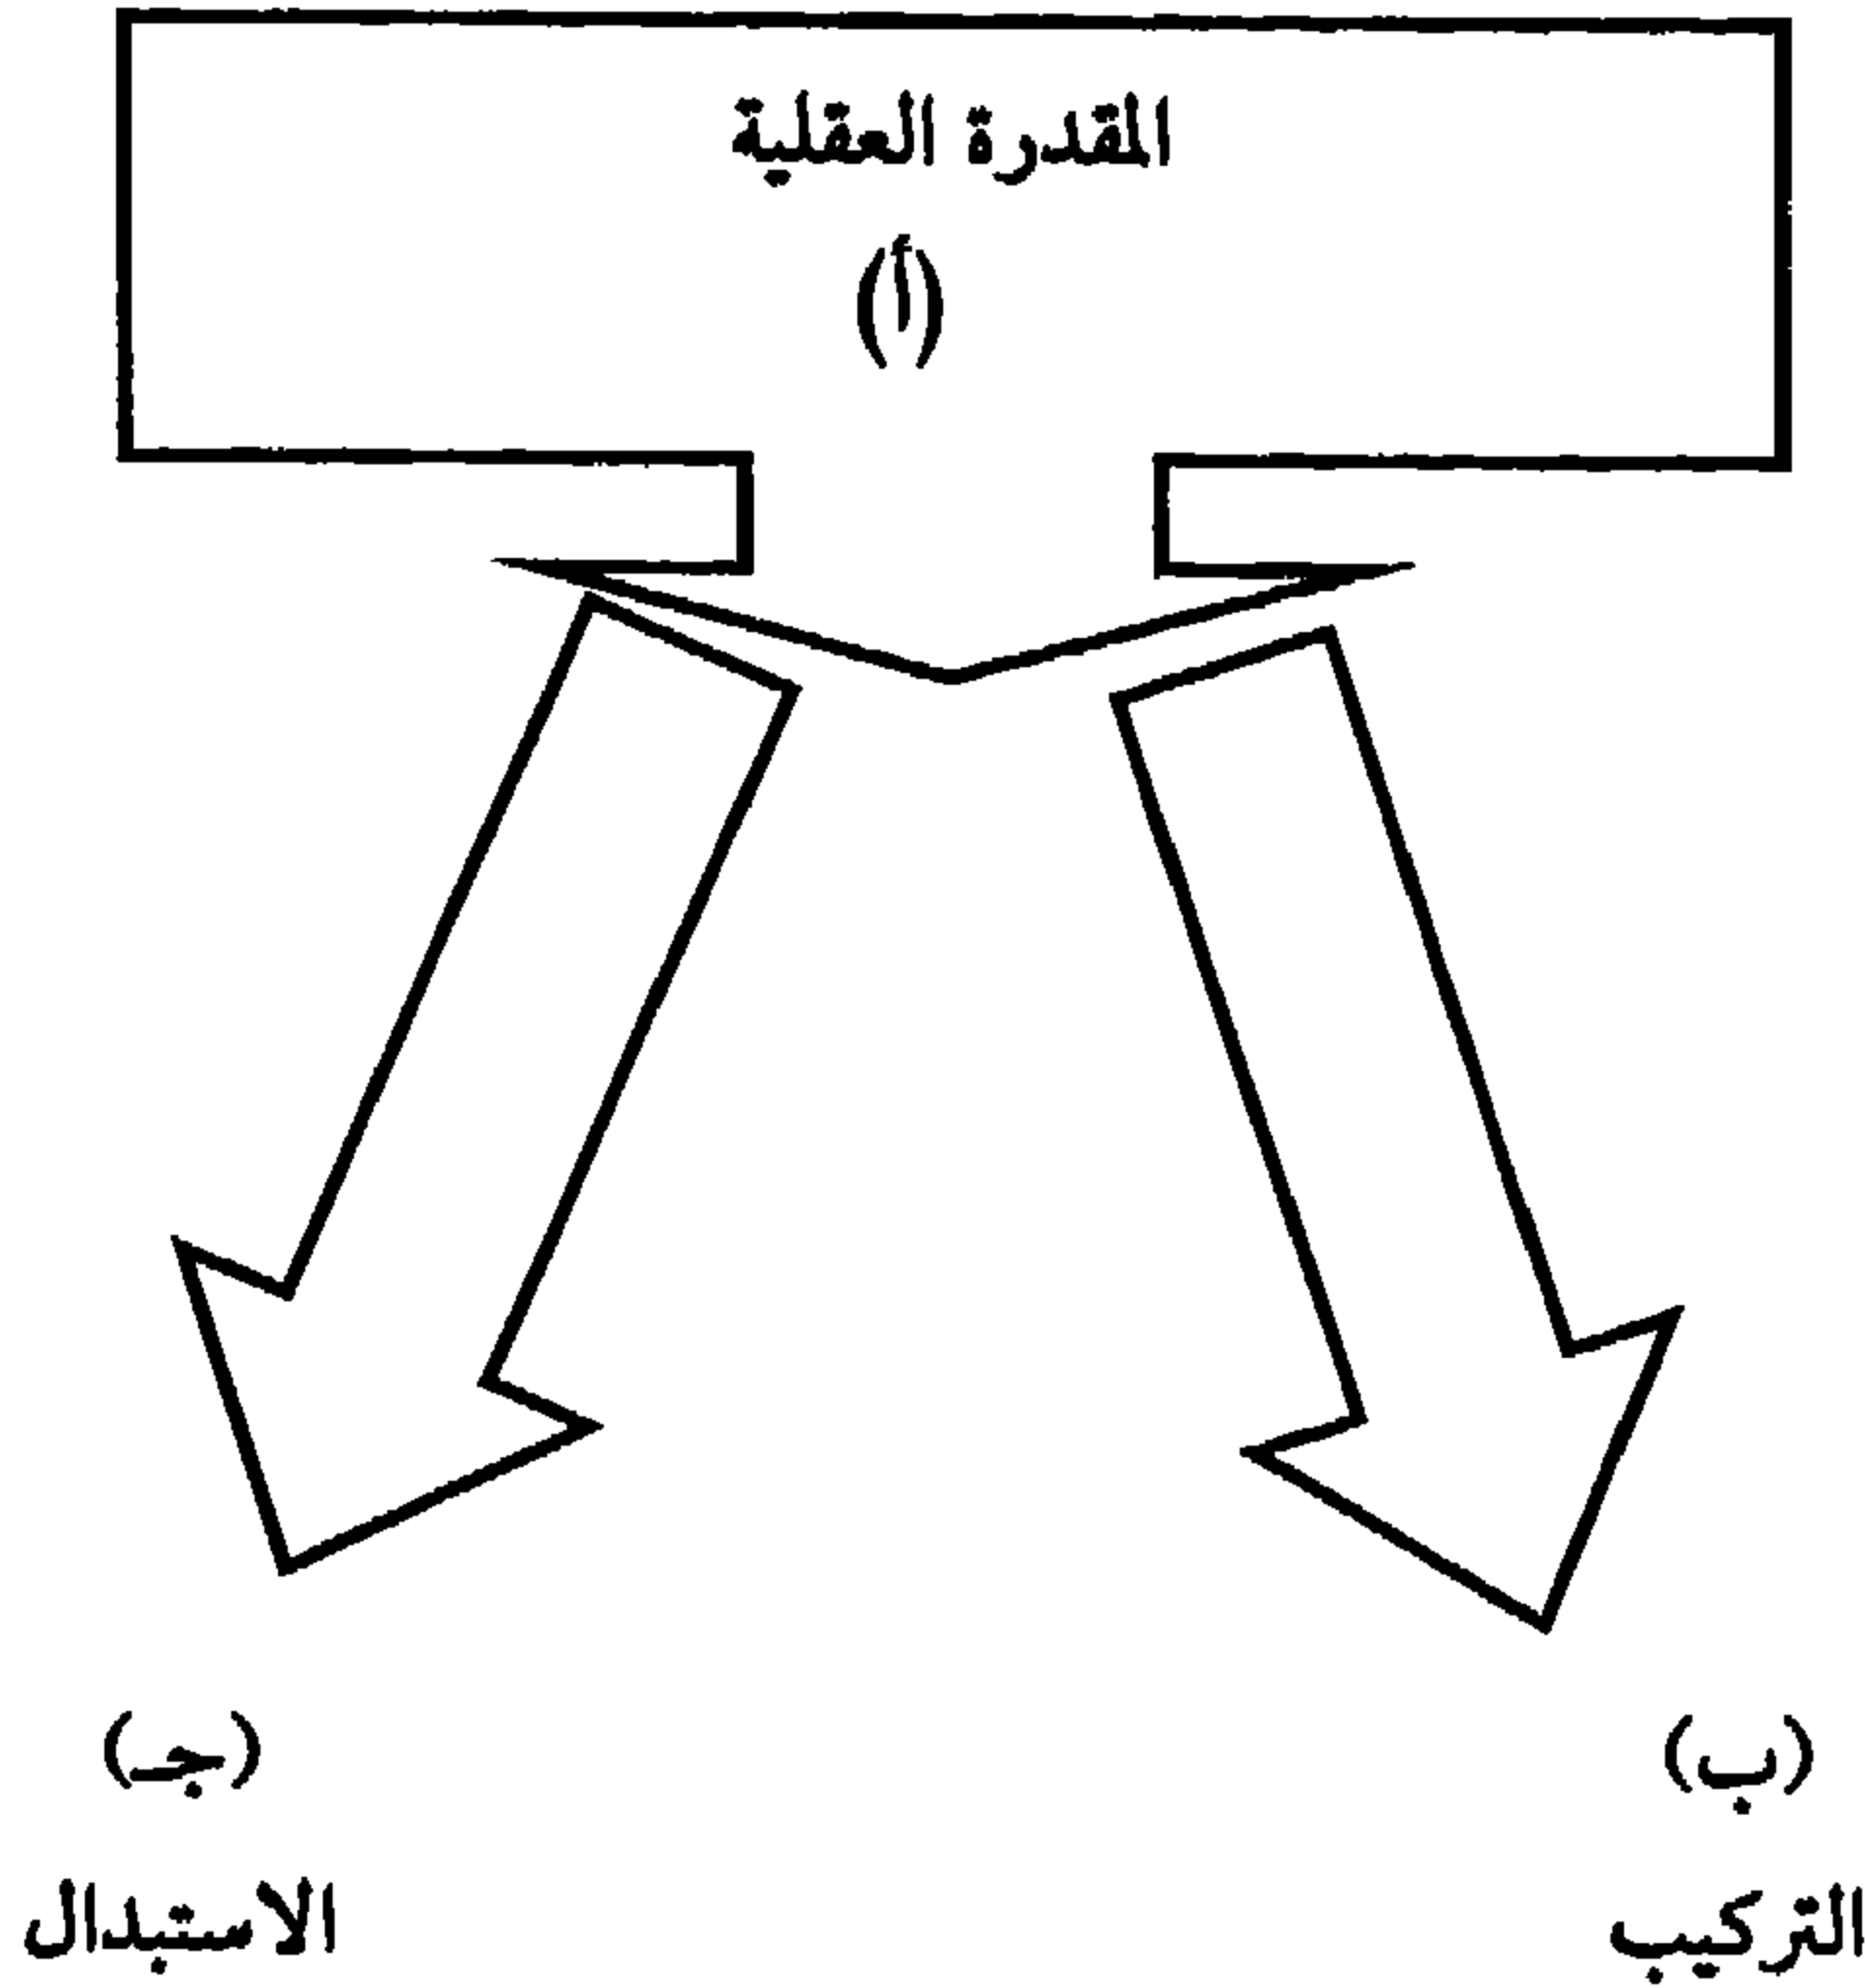 المقدرة العقلية
(أ)
(ب)
التركيب
(جـ)
الاستبدال